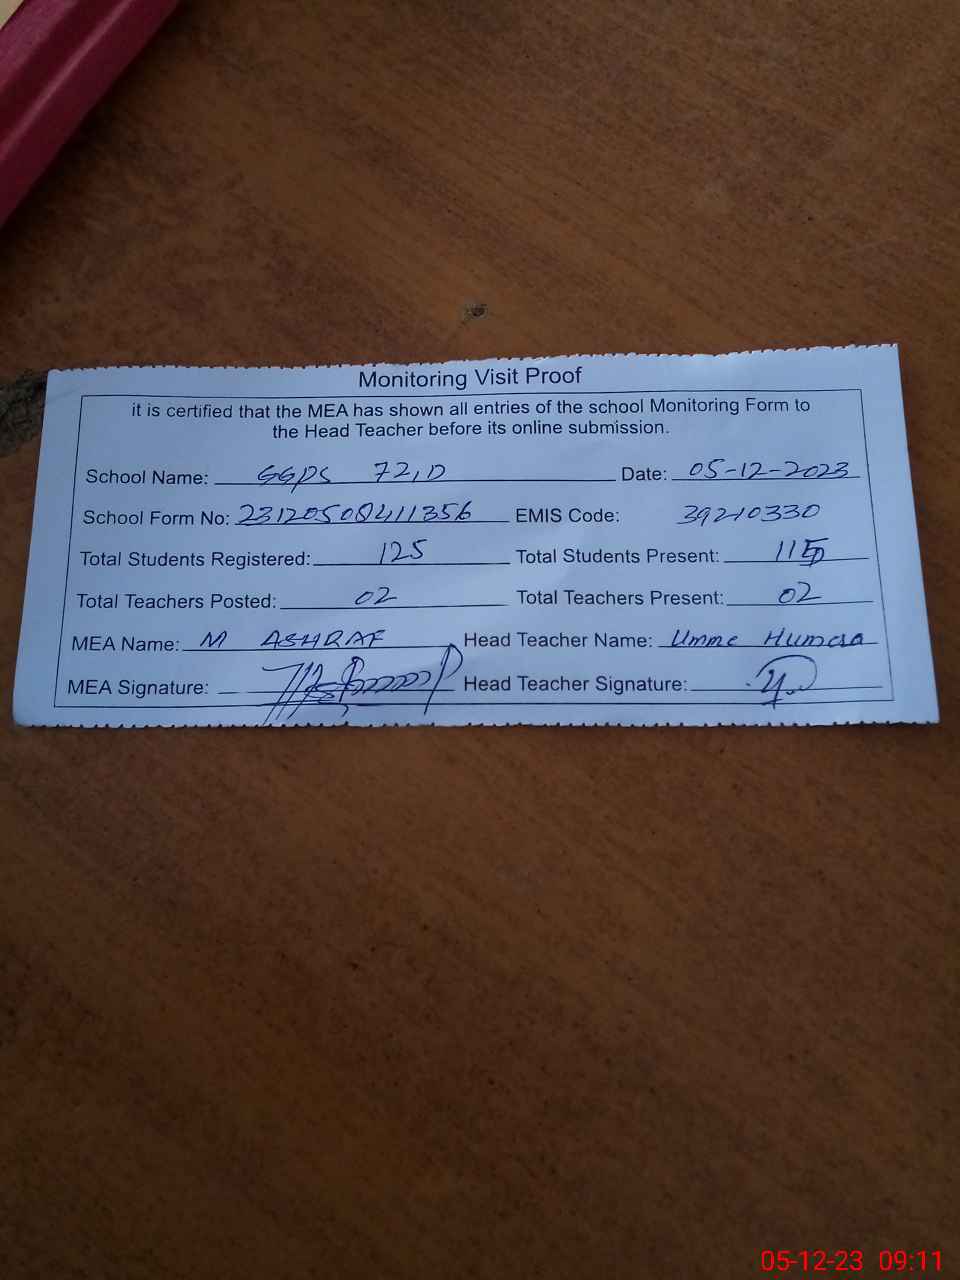 Monitoring Visit Proof
it is certified that the MEA has shown all entries of the school Monitoring Form to
the Head Teacher before its online submission.
School Name: GGPS 72,D Date: 05-12-2023
School Form No: EMIS Code: 39210330
Total Students Registered: 125 Total Students Present:
Total Teachers Posted: 02 Total Teachers Present: 02
MEA Name: M ASHRAF Head Teacher Name: Umme Humera
MEA Signature: Head Teacher Signature:
05-12-23 09:11